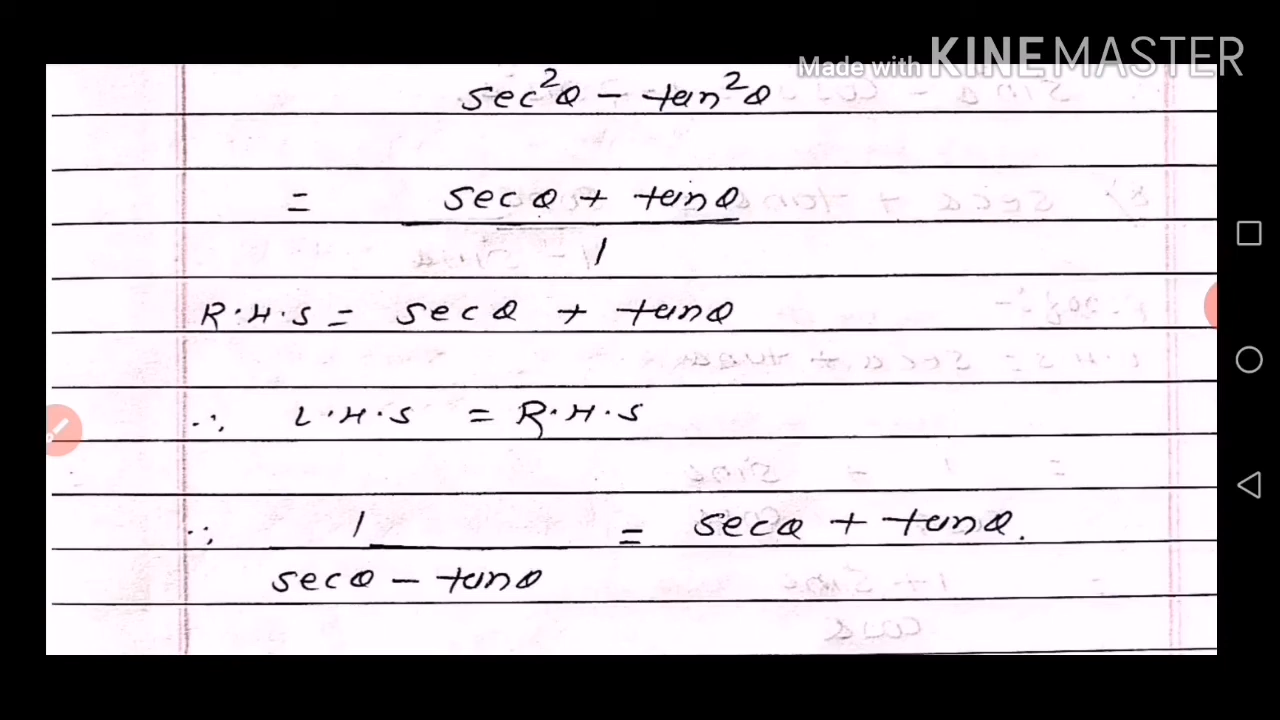 Made with KINEMASTER
sec²θ - tan²θ
= secθ + tanθ
1
R.H.S = secθ + tanθ
∴ L.H.S = R.H.S
∴ 1 = secθ + tanθ.
secθ - tanθ